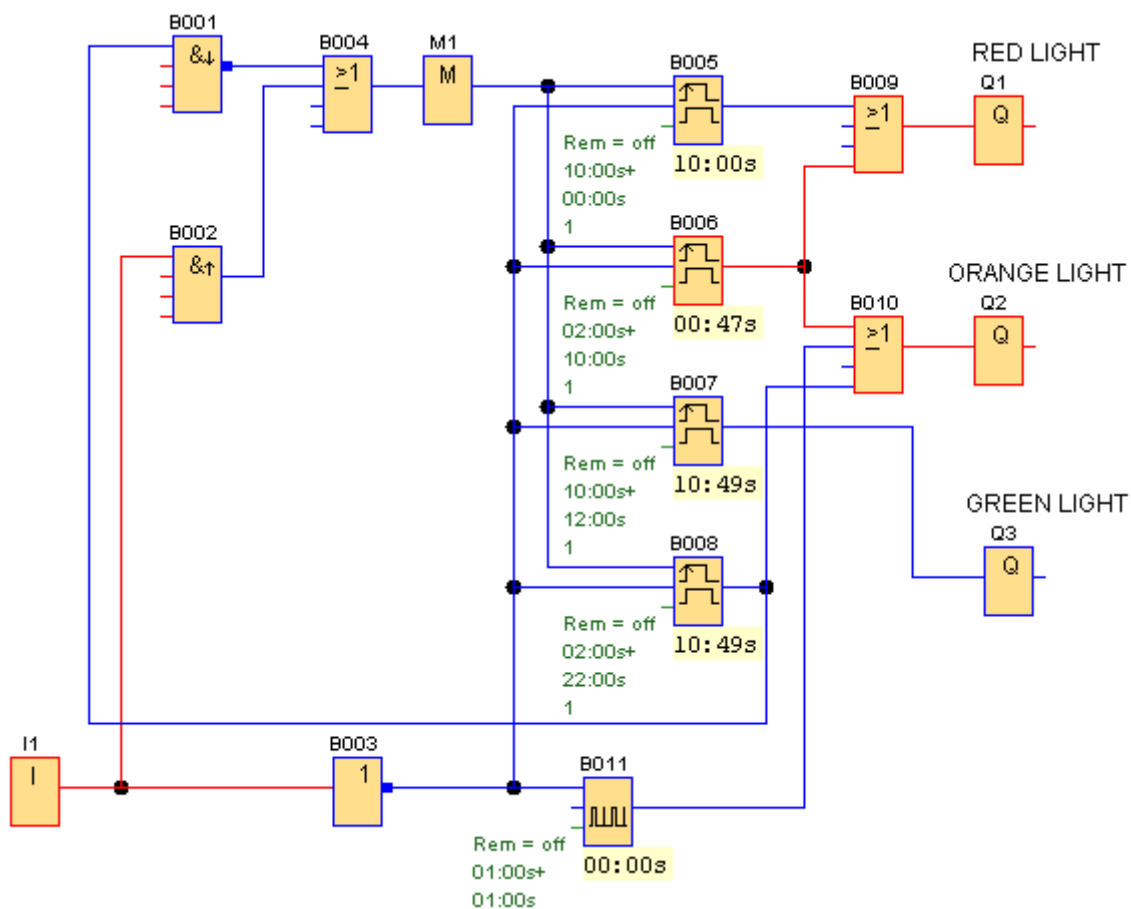 B001
&↓
B004
>1
M1
M
B005
Rem = off
10:00s+
00:00s
1
10:00s
B009
>1
RED LIGHT
Q1
Q
B002
&↑
B006
Rem = off
02:00s+
10:00s
1
00:47s
B010
>1
ORANGE LIGHT
Q2
Q
B007
Rem = off
10:00s+
12:00s
1
10:49s
GREEN LIGHT
Q3
Q
B008
Rem = off
02:00s+
22:00s
1
10:49s
I1
I
B003
1
B011
Rem = off
01:00s+
01:00s
00:00s